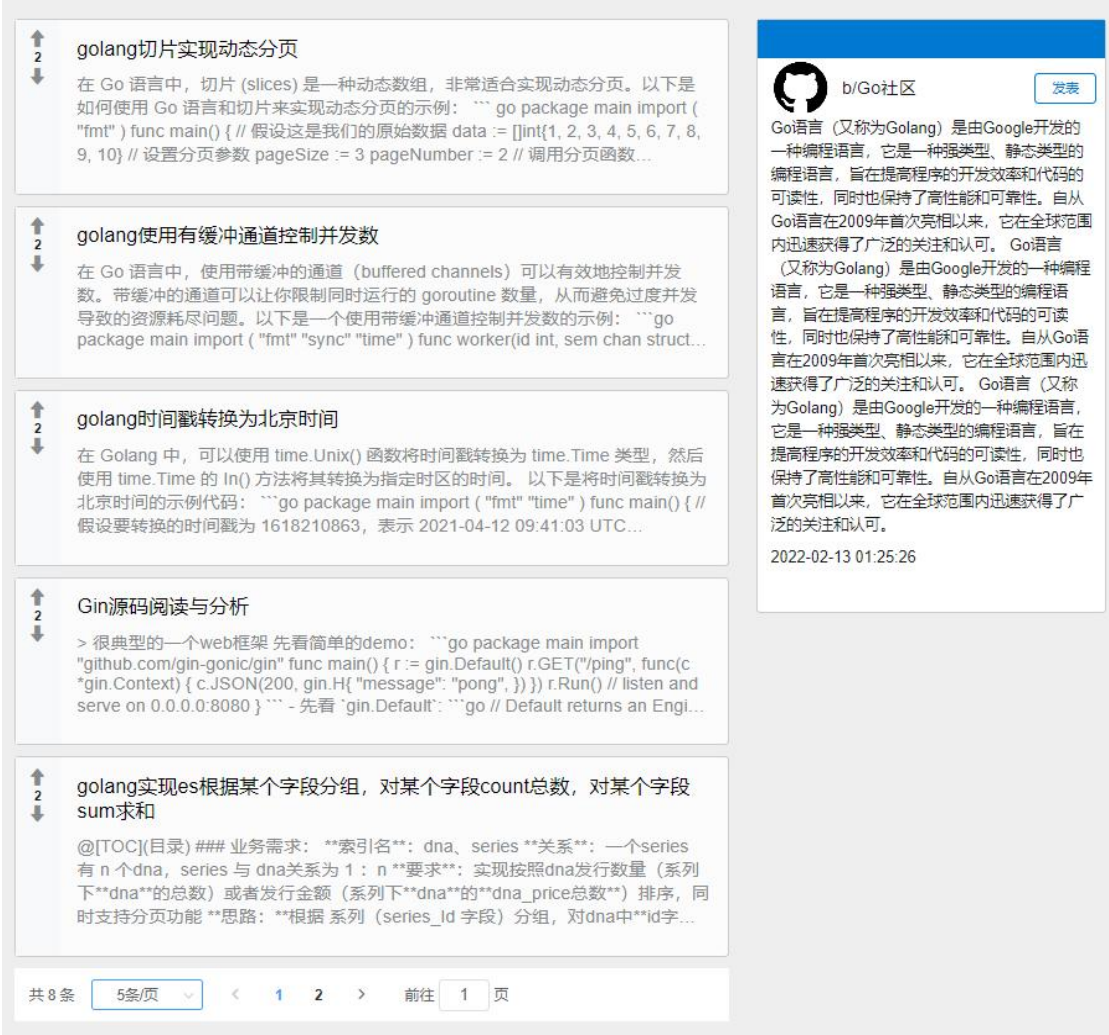 2
golang切片实现动态分页
在 Go 语言中，切片 (slices) 是一种动态数组，非常适合实现动态分页。以下是
如何使用 Go 语言和切片来实现动态分页的示例： ``` go package main import (
"fmt" ) func main() { // 假设这是我们的原始数据 data := []int{1, 2, 3, 4, 5, 6, 7, 8,
9, 10} // 设置分页参数 pageSize := 3 pageNumber := 2 // 调用分页函数...
2
golang使用有缓冲通道控制并发数
在 Go 语言中，使用带缓冲的通道（buffered channels）可以有效地控制并发
数。带缓冲的通道可以让你限制同时运行的 goroutine 数量，从而避免过度并发
导致的资源耗尽问题。以下是一个使用带缓冲通道控制并发数的示例： ```go
package main import ( "fmt" "sync" "time" ) func worker(id int, sem chan struct...
2
golang时间戳转换为北京时间
在 Golang 中，可以使用 time.Unix() 函数将时间戳转换为 time.Time 类型，然后
使用 time.Time 的 In() 方法将其转换为指定时区的时间。 以下是将时间戳转换为
北京时间的示例代码： ```go package main import ( "fmt" "time" ) func main() { //
假设要转换的时间戳为 1618210863，表示 2021-04-12 09:41:03 UTC...
2
Gin源码阅读与分析
> 很典型的一个web框架 先看简单的demo： ```go package main import
"github.com/gin-gonic/gin" func main() { r := gin.Default() r.GET("/ping", func(c
*gin.Context) { c.JSON(200, gin.H{ "message": "pong", }) }) r.Run() // listen and
serve on 0.0.0.0:8080 } ``` - 先看 `gin.Default`: ```go // Default returns an Engi...
2
golang实现es根据某个字段分组，对某个字段count总数，对某个字段
sum求和
@[TOC](目录) ### 业务需求： **索引名**：dna、series **关系**：一个series
有 n 个dna，series 与 dna关系为 1 ：n **要求**：实现按照dna发行数量（系列
下**dna**的总数）或者发行金额（系列下**dna**的**dna_price总数**）排序，同
时支持分页功能 **思路：**根据 系列（series_Id 字段）分组，对dna中**id字...
共 8 条 5条/页 1 2 前往 1 页
b/Go社区 发表
Go语言（又称为Golang）是由Google开发的
一种编程语言，它是一种强类型、静态类型的
编程语言，旨在提高程序的开发效率和代码的
可读性，同时也保持了高性能和可靠性。自从
Go语言在2009年首次亮相以来，它在全球范围
内迅速获得了广泛的关注和认可。 Go语言
（又称为Golang）是由Google开发的一种编程
语言，它是一种强类型、静态类型的编程语
言，旨在提高程序的开发效率和代码的可读
性，同时也保持了高性能和可靠性。自从Go语
言在2009年首次亮相以来，它在全球范围内迅
速获得了广泛的关注和认可。 Go语言（又称
为Golang）是由Google开发的一种编程语言，
它是一种强类型、静态类型的编程语言，旨在
提高程序的开发效率和代码的可读性，同时也
保持了高性能和可靠性。自从Go语言在2009年
首次亮相以来，它在全球范围内迅速获得了广
泛的关注和认可。
2022-02-13 01:25:26